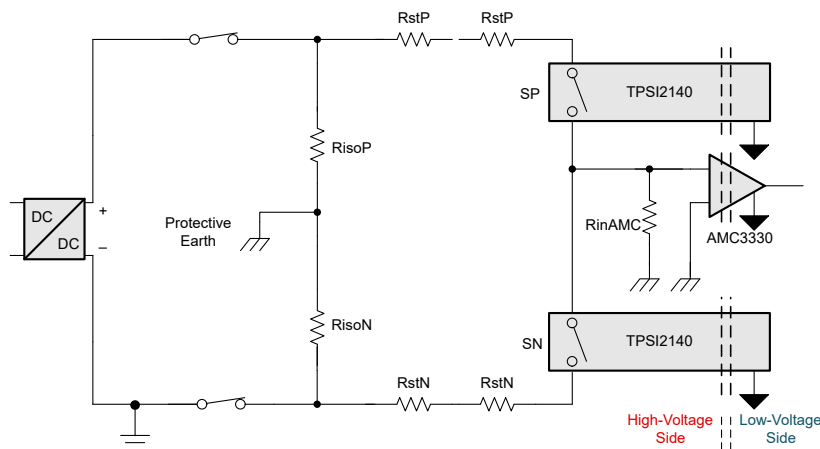 RstP
RstP
SP
TPSI2140
RisoP
DC
DC
+
–
Protective
Earth
RinAMC
AMC3330
RisoN
SN
TPSI2140
RstN
RstN
High-Voltage
Side
Low-Voltage
Side